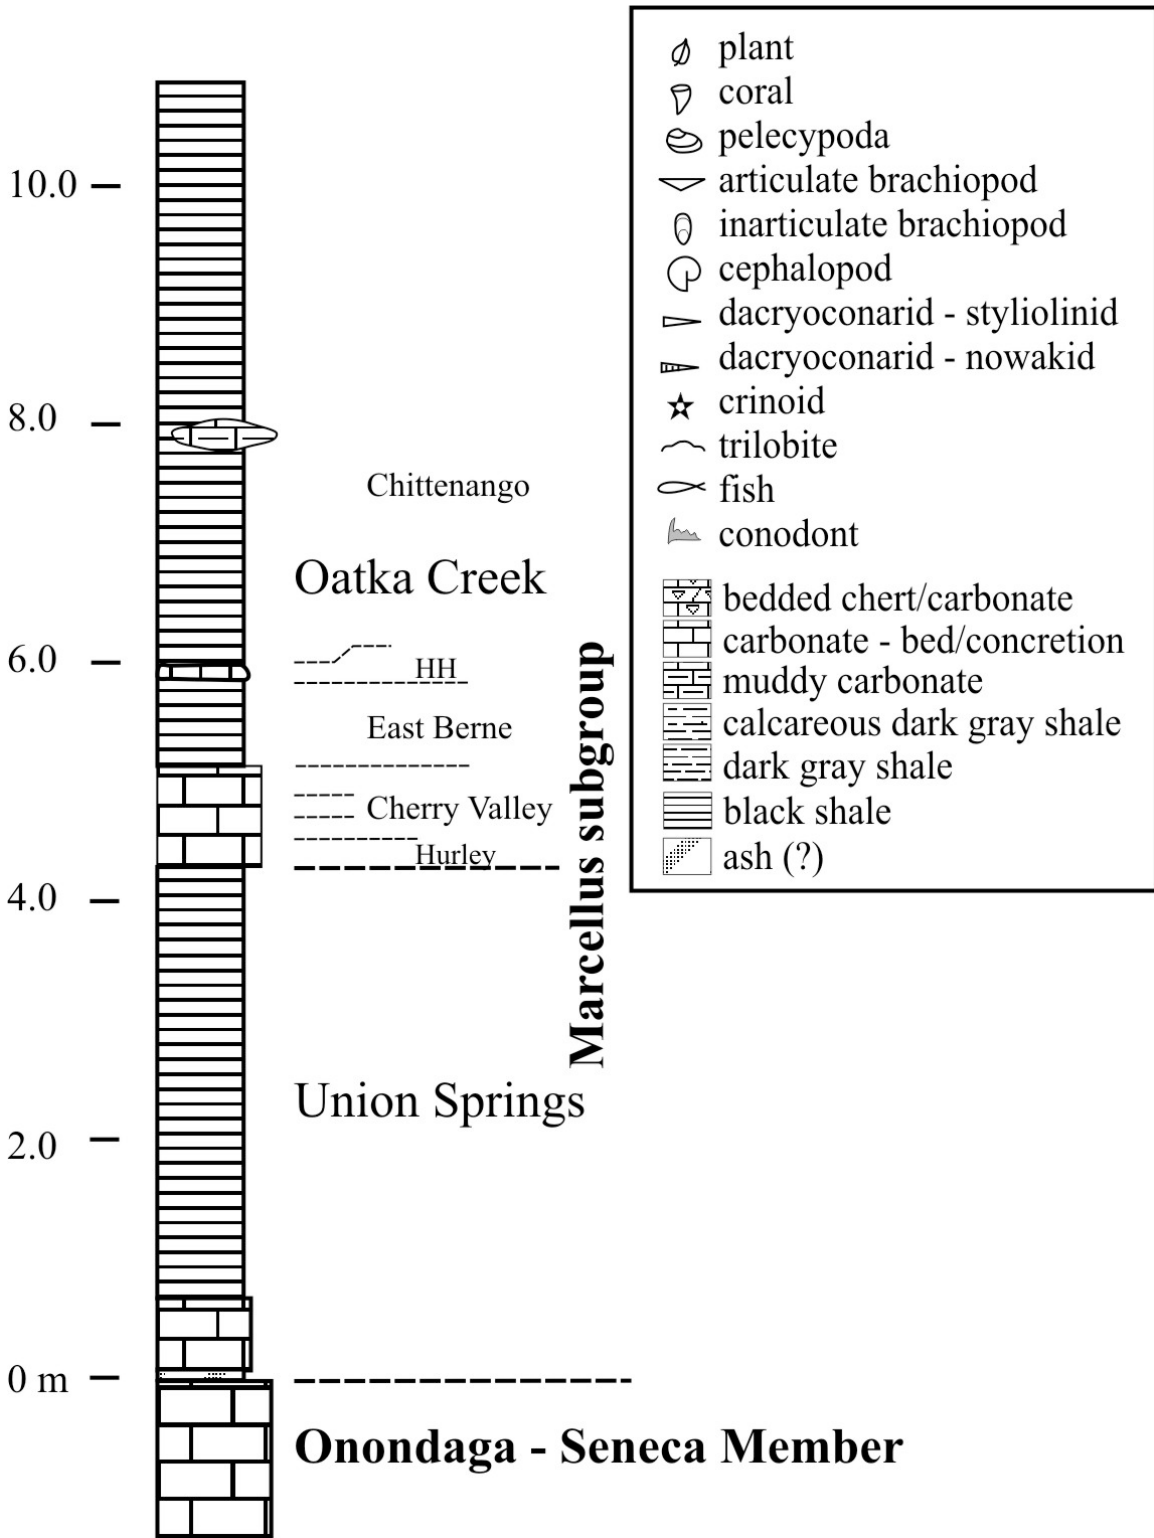 plant
coral
pelecypoda
articulate brachiopod
inarticulate brachiopod
cephalopod
dacryoconarid - styliolinid
dacryoconarid - nowakid
crinoid
trilobite
fish
conodont
bedded chert/carbonate
carbonate - bed/concretion
muddy carbonate
calcareous dark gray shale
dark gray shale
black shale
ash (?)
10.0
8.0
6.0
4.0
2.0
0 m
Chittenango
Oatka Creek
HH
East Berne
Cherry Valley
Hurley
Marcellus subgroup
Union Springs
Onondaga - Seneca Member